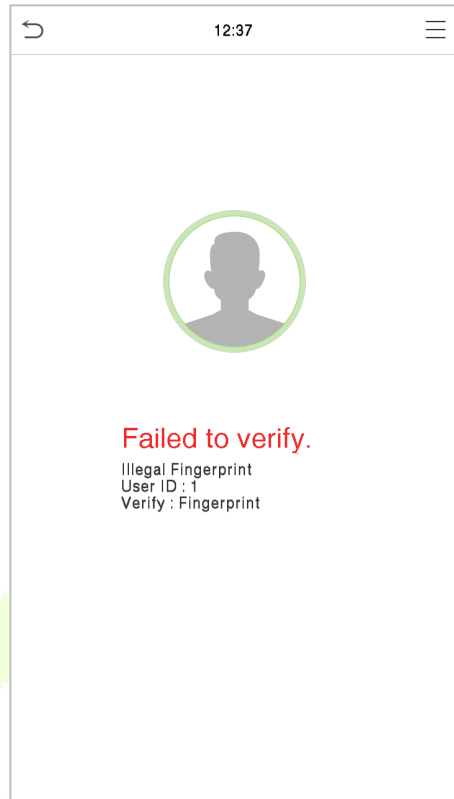 12:37
Failed to verify.
Illegal Fingerprint
User ID : 1
Verify : Fingerprint